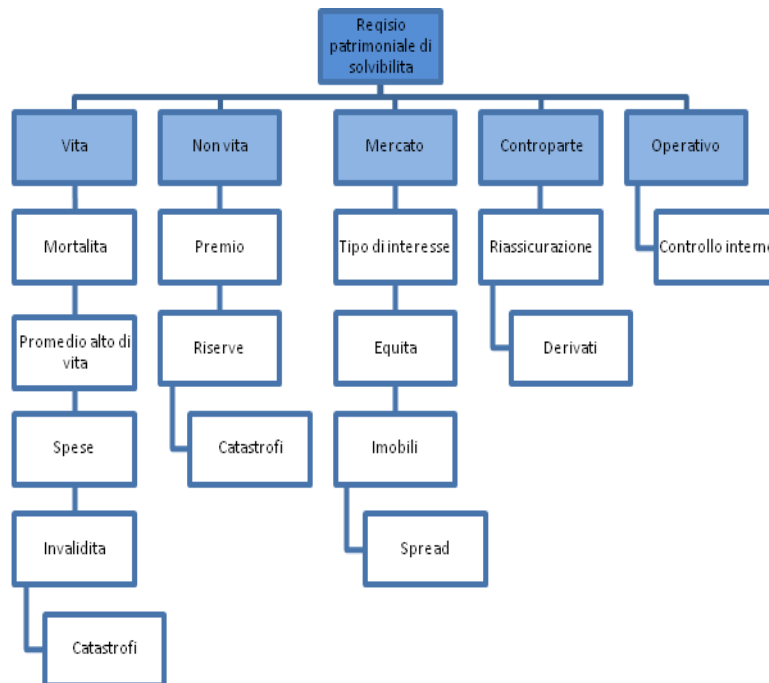 Reqisio
patrimoniale di
solvibilita
Vita
Non vita
Mercato
Controparte
Operativo
Mortalita
Premio
Tipo di interesse
Riassicurazione
Controllo interno
Promedio alto di
vita
Riserve
Equita
Derivati
Spese
Catastrofi
Imobili
Invalidita
Spread
Catastrofi